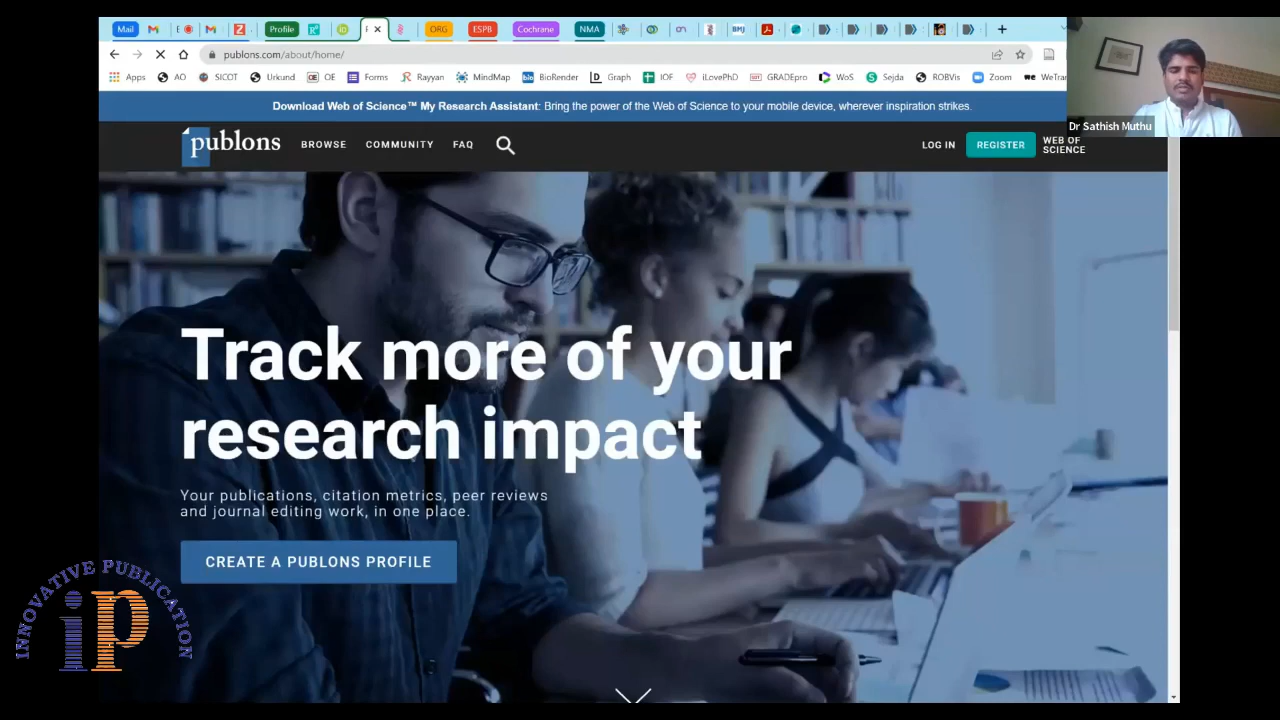 Mail
Profile
ORG
ESPB
Cochrane
NMA
BMJ
publons.com/about/home/
Apps
AO
SICOT
Urkund
OE
Forms
Rayyan
MindMap
BioRender
Graph
IOF
iLovePhD
GRADEpro
WoS
Sejda
ROBVis
Zoom
WeTra
Download Web of Science™ My Research Assistant: Bring the power of the Web of Science to your mobile device, wherever inspiration strikes.
Dr Sathish Muthu
publons
BROWSE
COMMUNITY
FAQ
LOG IN
REGISTER
WEB OF
SCIENCE
Track more of your
research impact
Your publications, citation metrics, peer reviews
and journal editing work, in one place.
CREATE A PUBLONS PROFILE
INNOVATIVE PUBLICATION
ip